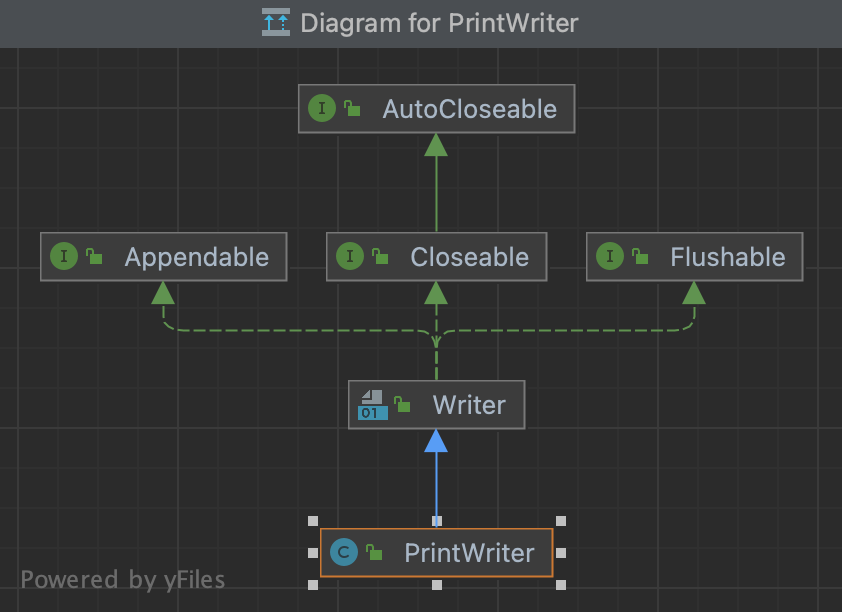 Diagram for PrintWriter
I AutoCloseable
I Appendable
I Closeable
I Flushable
01 Writer
C PrintWriter
Powered by yFiles